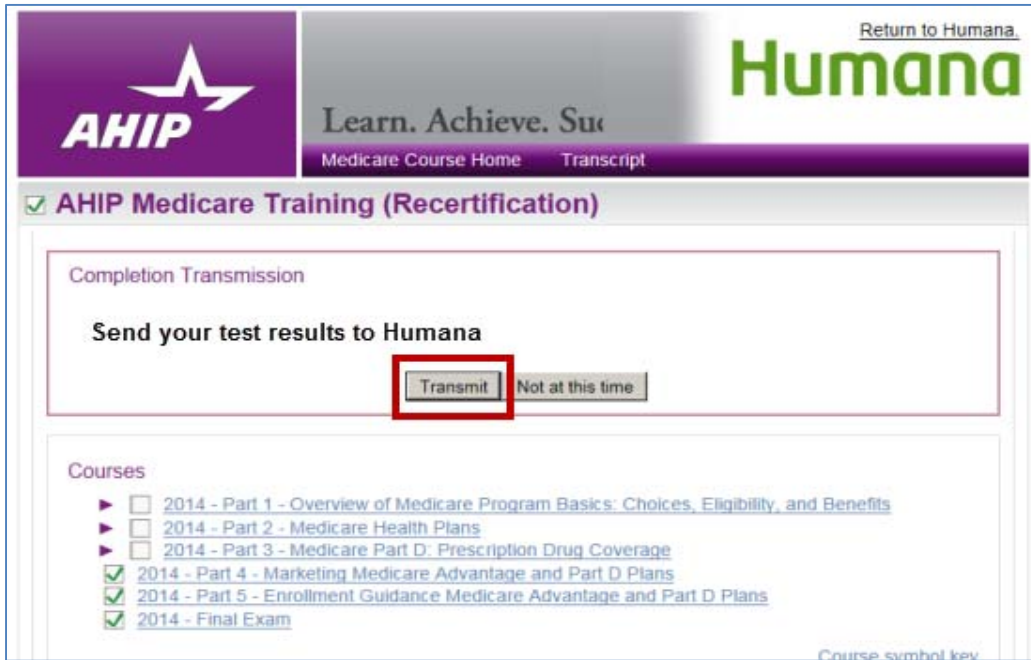 Return to Humana.
Humana
AHIP
Learn. Achieve. Suc
Medicare Course Home Transcript
AHIP Medicare Training (Recertification)
Completion Transmission
Send your test results to Humana
Transmit Not at this time
Courses
2014 - Part 1 - Overview of Medicare Program Basics: Choices, Eligibility, and Benefits
2014 - Part 2 - Medicare Health Plans
2014 - Part 3 - Medicare Part D: Prescription Drug Coverage
2014 - Part 4 - Marketing Medicare Advantage and Part D Plans
2014 - Part 5 - Enrollment Guidance Medicare Advantage and Part D Plans
2014 - Final Exam
Course symbol key